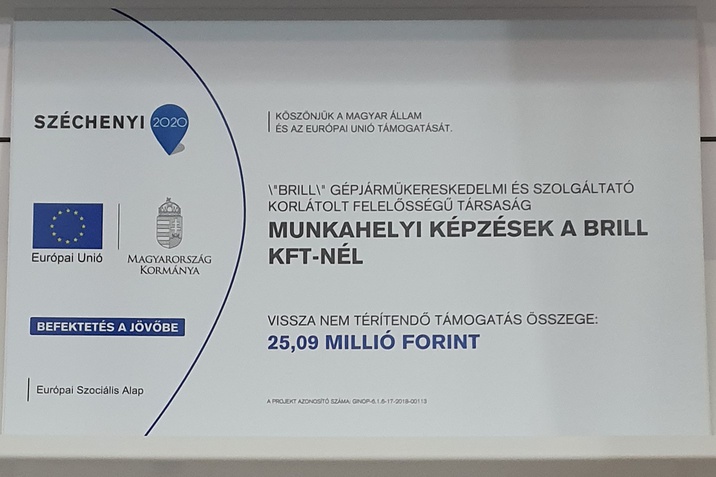 SZÉCHENYI 2020
Európai Unió
MAGYARORSZÁG
KORMÁNYA
BEFEKTETÉS A JÖVŐBE
Európai Szociális Alap
KÖSZÖNJÜK A MAGYAR ÁLLAM
ÉS AZ EURÓPAI UNIÓ TÁMOGATÁSÁT.
\"BRILL\" GÉPJÁRMŰKERESKEDELMI ÉS SZOLGÁLTATÓ
KORLÁTOLT FELELŐSSÉGŰ TÁRSASÁG
MUNKAHELYI KÉPZÉSEK A BRILL
KFT-NÉL
VISSZA NEM TÉRÍTENDŐ TÁMOGATÁS ÖSSZEGE:
25,09 MILLIÓ FORINT
A PROJEKT AZONOSÍTÓ SZÁMA: GINOP-6.1.6-17-2018-00113